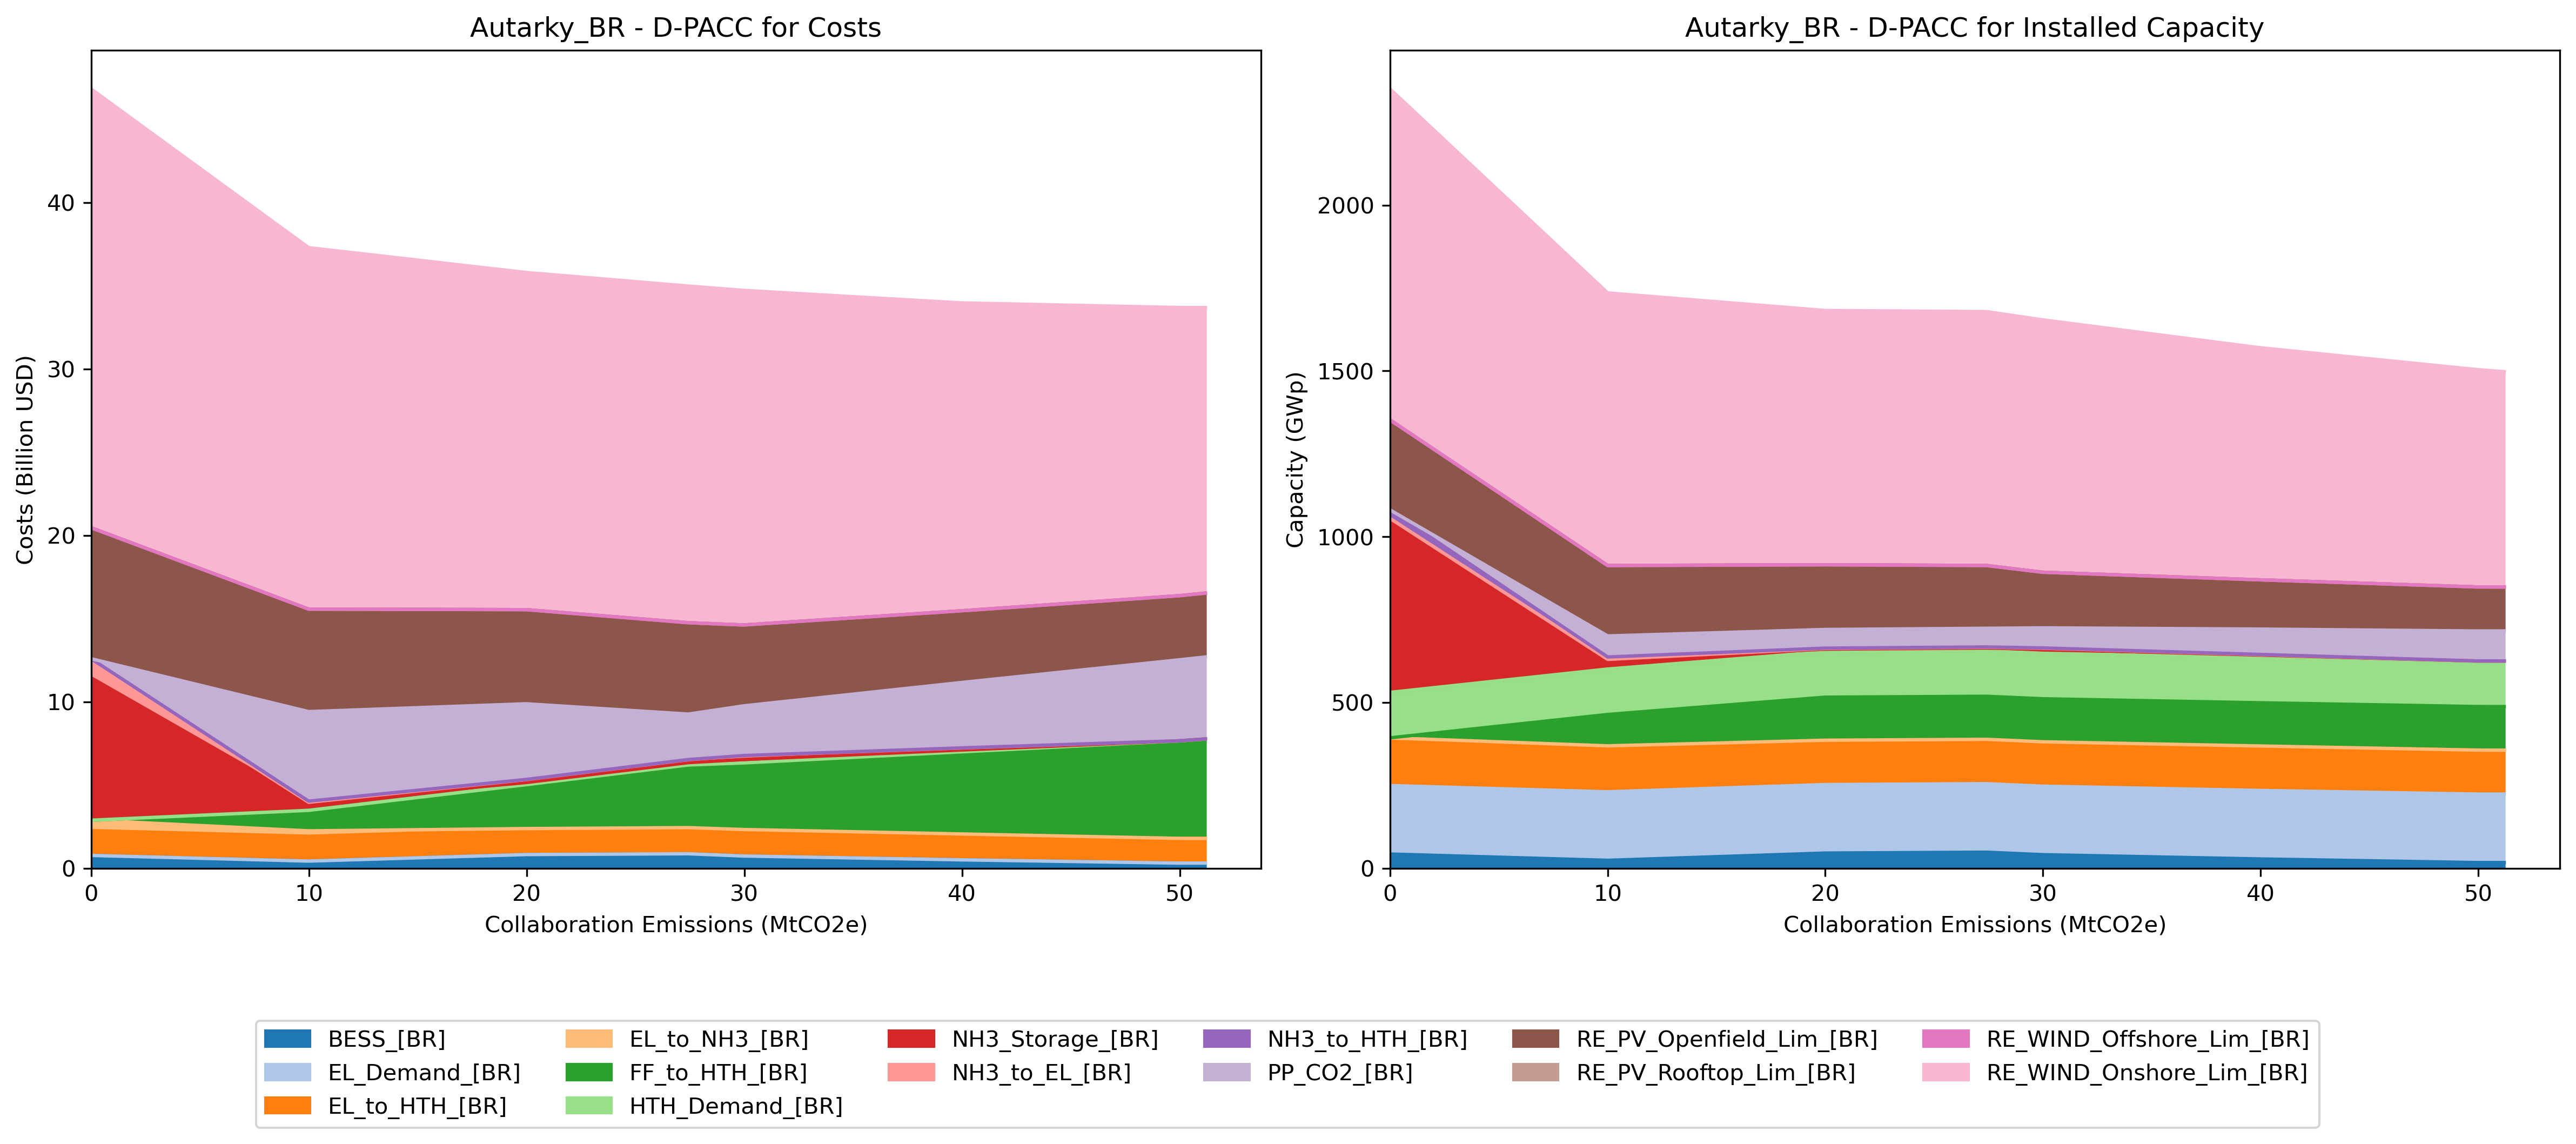 Autarky_BR - D-PACC for Costs
Costs (Billion USD)
40
30
20
10
0
0 10 20 30 40 50
Collaboration Emissions (MtCO2e)
Autarky_BR - D-PACC for Installed Capacity
Capacity (GWp)
2000
1500
1000
500
0
0 10 20 30 40 50
Collaboration Emissions (MtCO2e)
BESS_[BR]
EL_Demand_[BR]
EL_to_HTH_[BR]
EL_to_NH3_[BR]
FF_to_HTH_[BR]
HTH_Demand_[BR]
NH3_Storage_[BR]
NH3_to_EL_[BR]
NH3_to_HTH_[BR]
PP_CO2_[BR]
RE_PV_Openfield_Lim_[BR]
RE_PV_Rooftop_Lim_[BR]
RE_WIND_Offshore_Lim_[BR]
RE_WIND_Onshore_Lim_[BR]